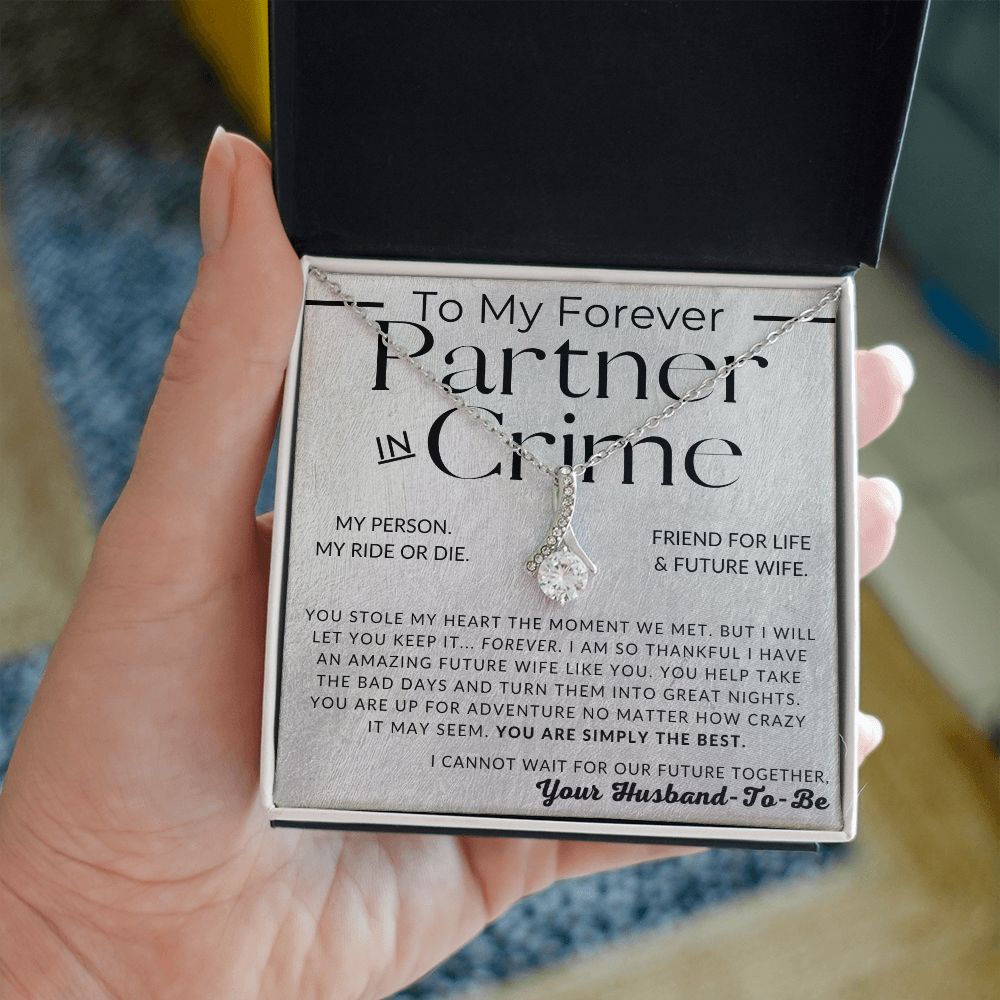 To My Forever
Partner
IN Crime
MY PERSON.
MY RIDE OR DIE.
FRIEND FOR LIFE
& FUTURE WIFE.
YOU STOLE MY HEART THE MOMENT WE MET. BUT I WILL
LET YOU KEEP IT... FOREVER. I AM SO THANKFUL I HAVE
AN AMAZING FUTURE WIFE LIKE YOU. YOU HELP TAKE
THE BAD DAYS AND TURN THEM INTO GREAT NIGHTS.
YOU ARE UP FOR ADVENTURE NO MATTER HOW CRAZY
IT MAY SEEM. YOU ARE SIMPLY THE BEST.
I CANNOT WAIT FOR OUR FUTURE TOGETHER,
Your Husband-To-Be